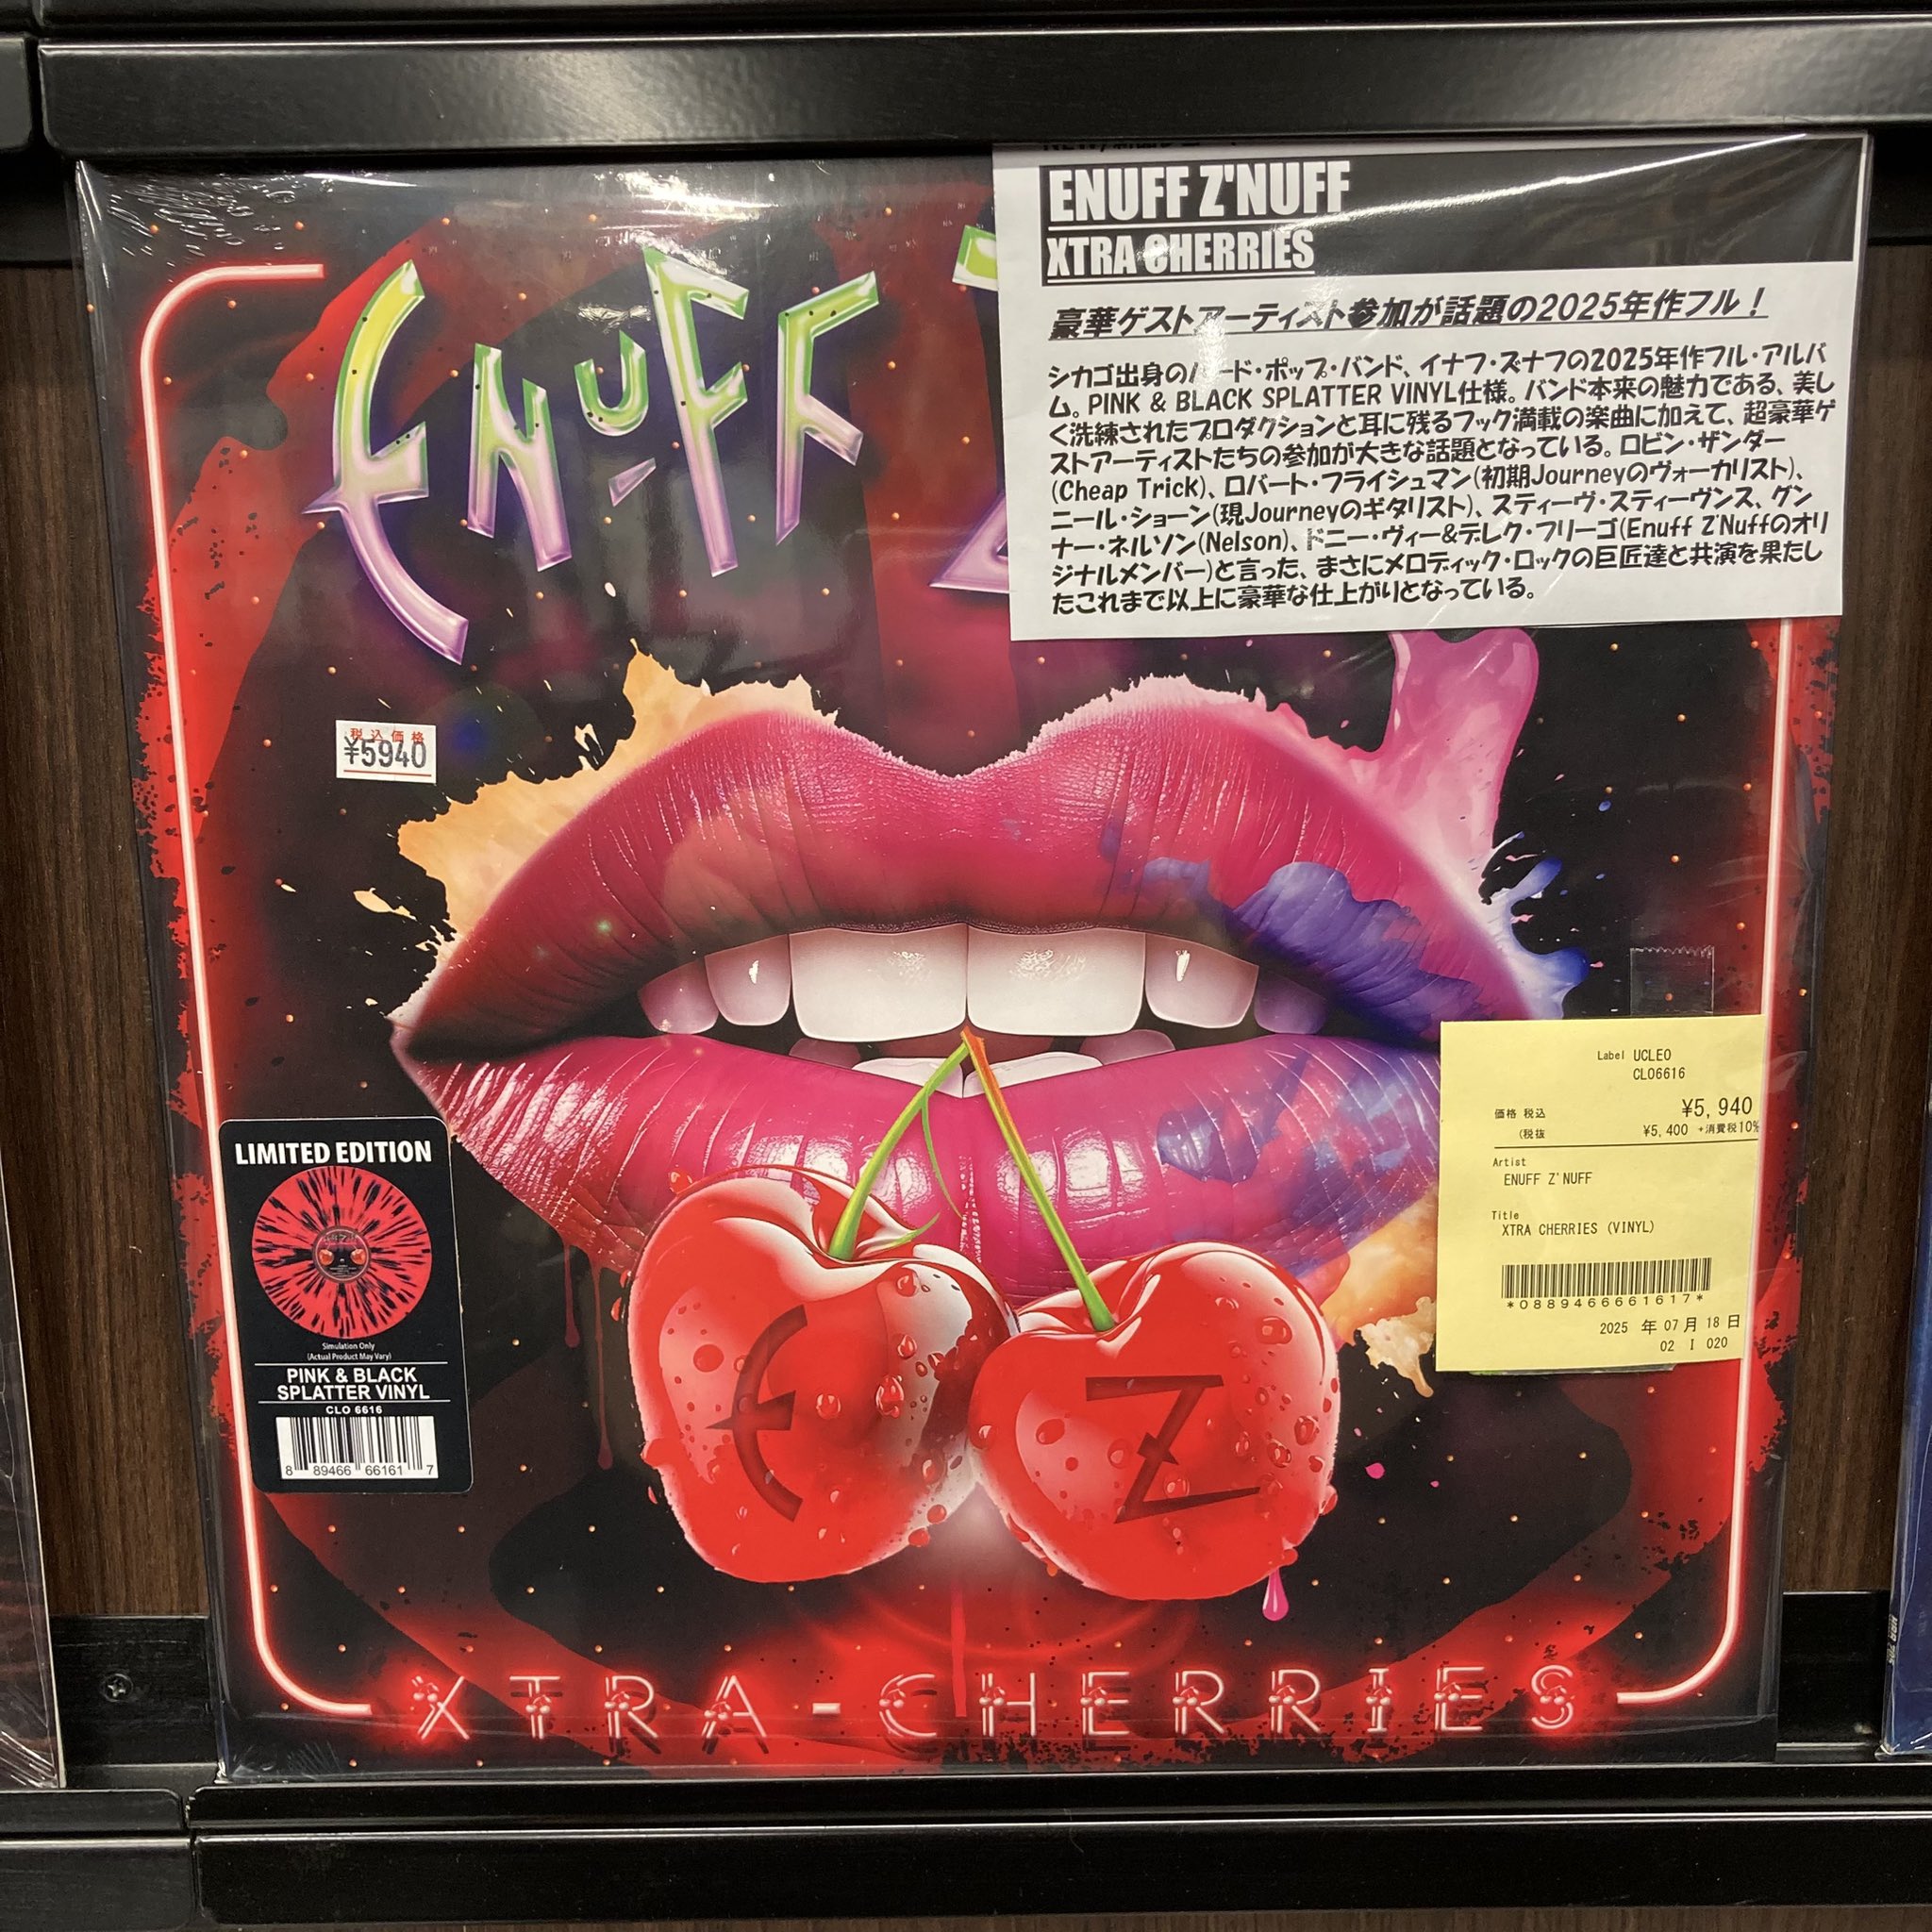 ENUFF Z'NUFF
XTRA CHERRIES
豪華ゲストアーティスト参加が話題の2025年作フル！
シカゴ出身のハード・ポップ・バンド、イナフ・ズナフの2025年作フル・アルバ
ム。PINK & BLACK SPLATTER VINYL仕様。バンド本来の魅力である、美し
く洗練されたプロダクションと耳に残るフック満載の楽曲に加えて、超豪華ゲ
ストアーティストたちの参加が大きな話題となっている。ロビン・ザンダー
(Cheap Trick)、ロバート・フライシュマン(初期Journeyのヴォーカリスト)、
ニール・ショーン(現Journeyのギタリスト)、スティーヴ・スティーヴンス、グン
ナー・ネルソン(Nelson)、ドニー・ヴィー&デレク・フリーゴ(Enuff Z'Nuffのオリ
ジナルメンバー)と言った、まさにメロディック・ロックの巨匠達と共演を果たし
たこれまで以上に豪華な仕上がりとなっている。
ENUFF
税込価格
¥5940
Label UCLEO
CLO6616
価格 税込 ¥5,940
(税抜 ¥5,400 +消費税10%
Artist
ENUFF Z'NUFF
Title
XTRA CHERRIES (VINYL)
*0889466661617*
2025 年 07 月 18 日
02 I 020
LIMITED EDITION
Simulation Only
(Actual Product May Vary)
PINK & BLACK
SPLATTER VINYL
CLO 6616
8 89466 66161 7
E Z
XTRA-CHERRIES